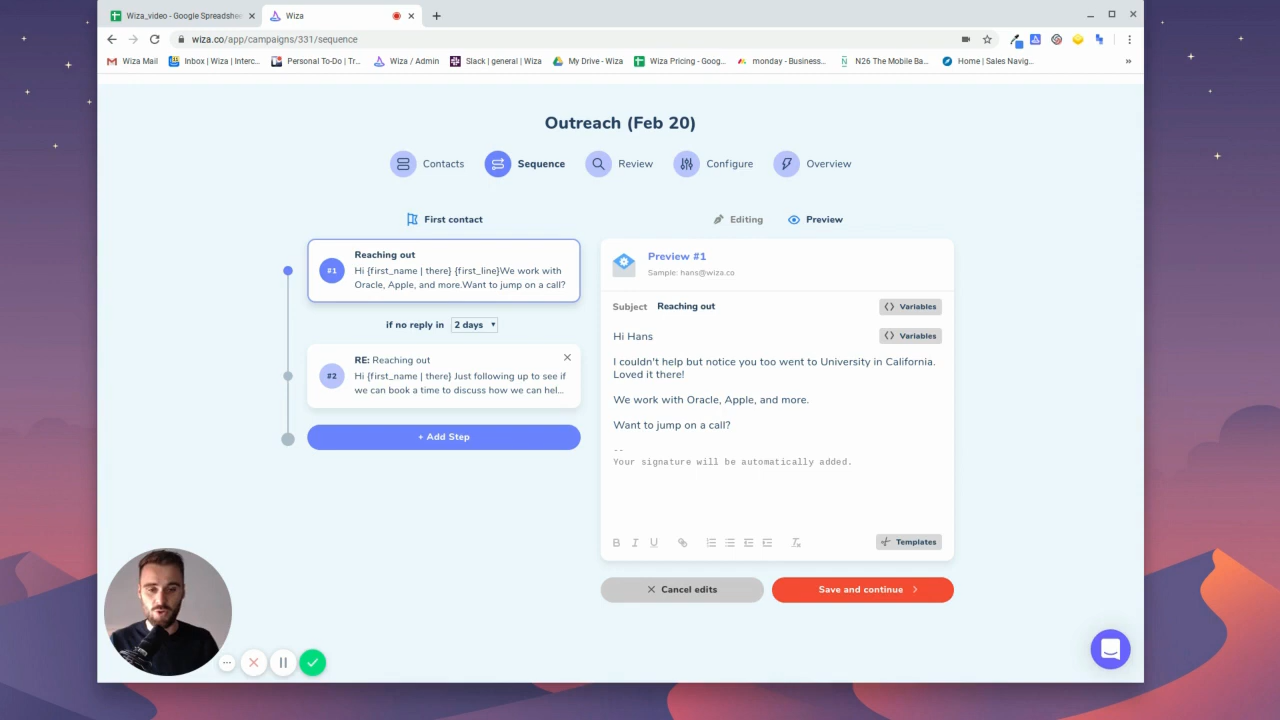 Wiza_video - Google Spreadshee
Wiza
wiza.co/app/campaigns/331/sequence
Wiza Mail
Inbox | Wiza | Interc...
Personal To-Do | Tr...
Wiza / Admin
Slack | general | Wiza
My Drive - Wiza
Wiza Pricing - Goog...
monday - Business...
N26 The Mobile Ba...
Home | Sales Navig...
Outreach (Feb 20)
Contacts
Sequence
Review
Configure
Overview
First contact
Editing
Preview
#1
Reaching out
Hi {first_name | there} {first_line}We work with
Oracle, Apple, and more.Want to jump on a call?
if no reply in 2 days
#2
RE: Reaching out
Hi {first_name | there} Just following up to see if
we can book a time to discuss how we can hel...
+ Add Step
Preview #1
Sample: hans@wiza.co
Subject Reaching out
Variables
Hi Hans
Variables
I couldn't help but notice you too went to University in California.
Loved it there!
We work with Oracle, Apple, and more.
Want to jump on a call?
--
Your signature will be automatically added.
B I U
Templates
Cancel edits
Save and continue